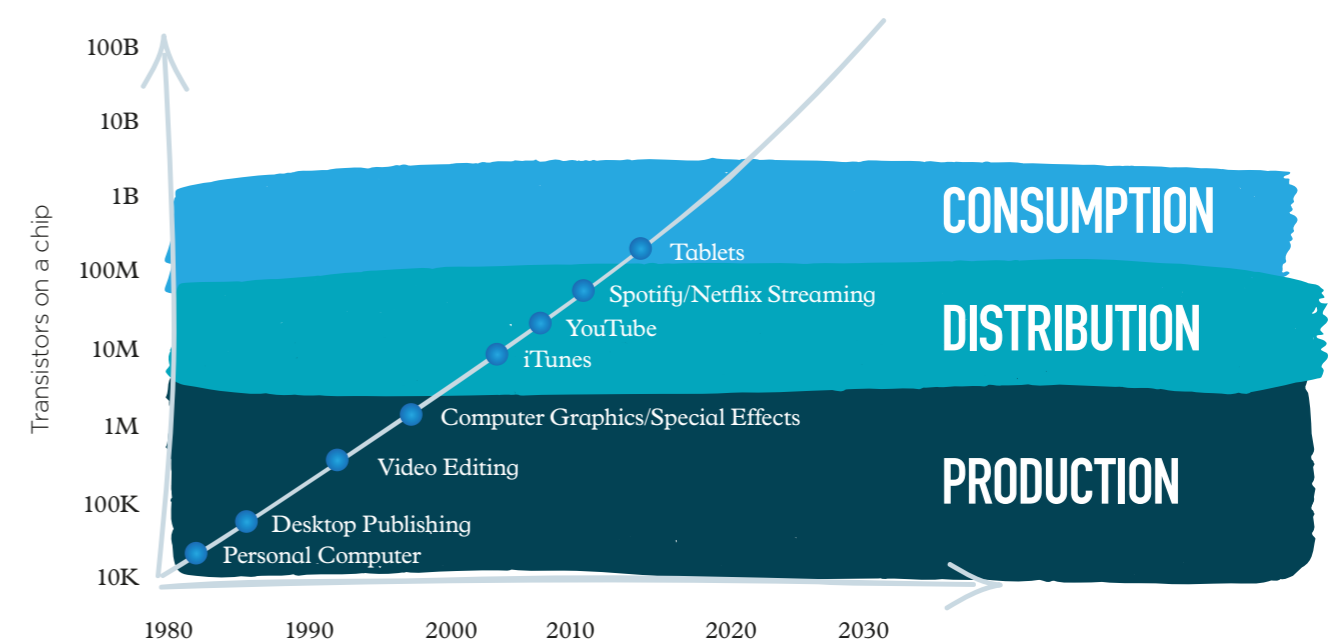 100B
10B
1B
100M
10M
1M
100K
10K
Transistors on a chip
CONSUMPTION
Tablets
DISTRIBUTION
Spotify/Netflix Streaming
YouTube
iTunes
PRODUCTION
Computer Graphics/Special Effects
Video Editing
Desktop Publishing
Personal Computer
1980 1990 2000 2010 2020 2030